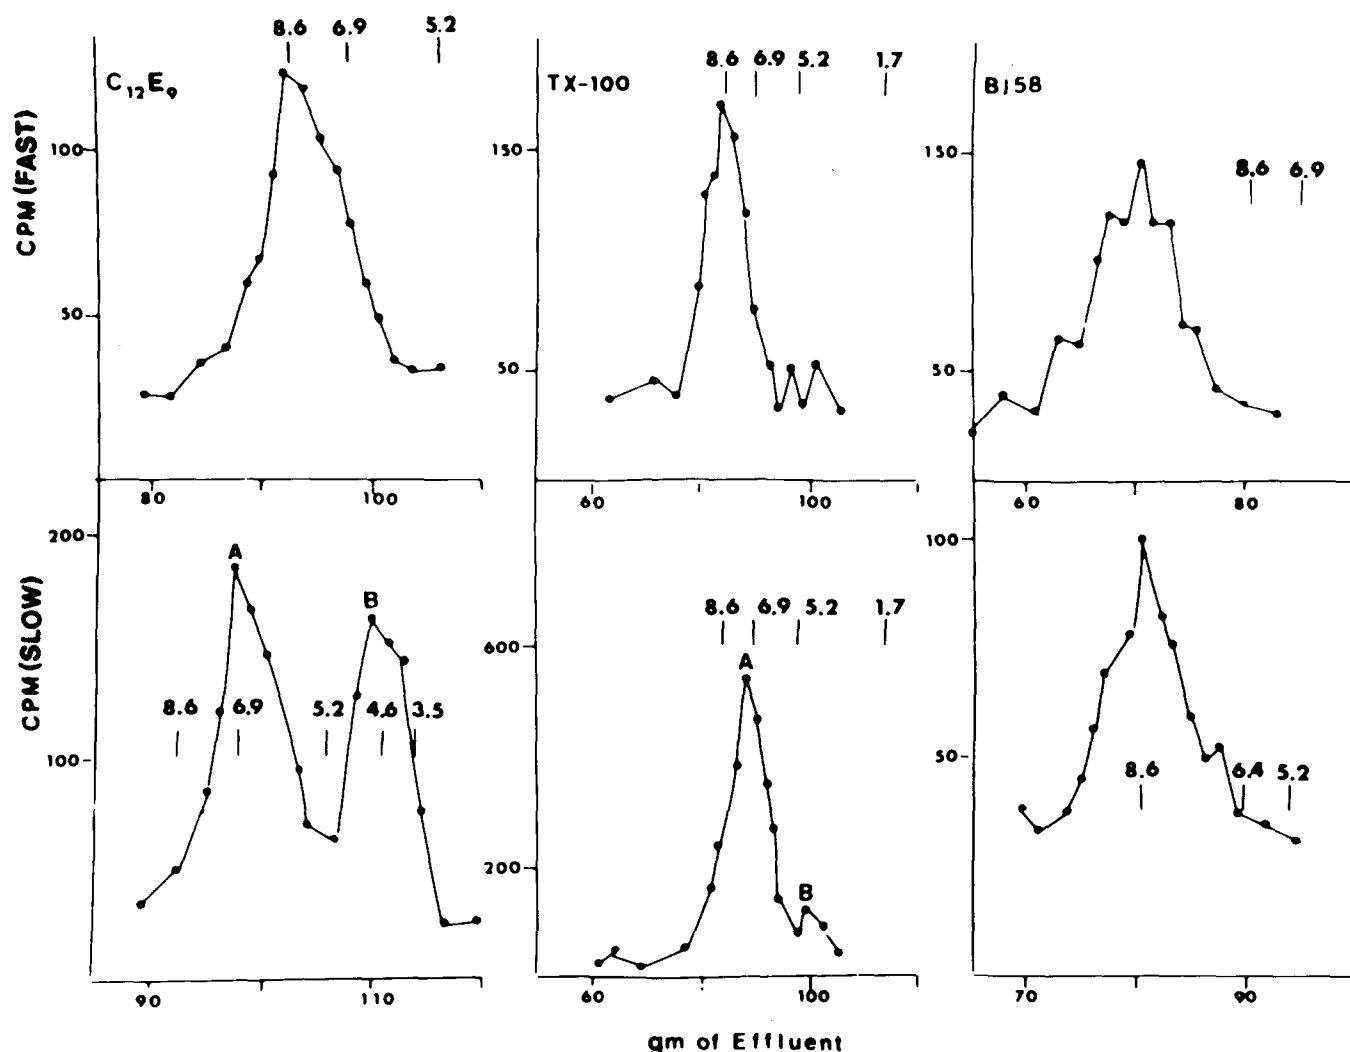 8.6 6.9 5.2
C12E9
100
50
CPM (FAST)
80 100
8.6 6.9 5.2 1.7
TX-100
150
50
60 100
Bj58
150
8.6 6.9
50
60 80
200
A
B
CPM (SLOW)
8.6 6.9 5.2 4.6 3.5
100
90 110
8.6 6.9 5.2 1.7
600
A
200
B
60 100
100
50
8.6 6.4 5.2
70 90
gm of Effluent